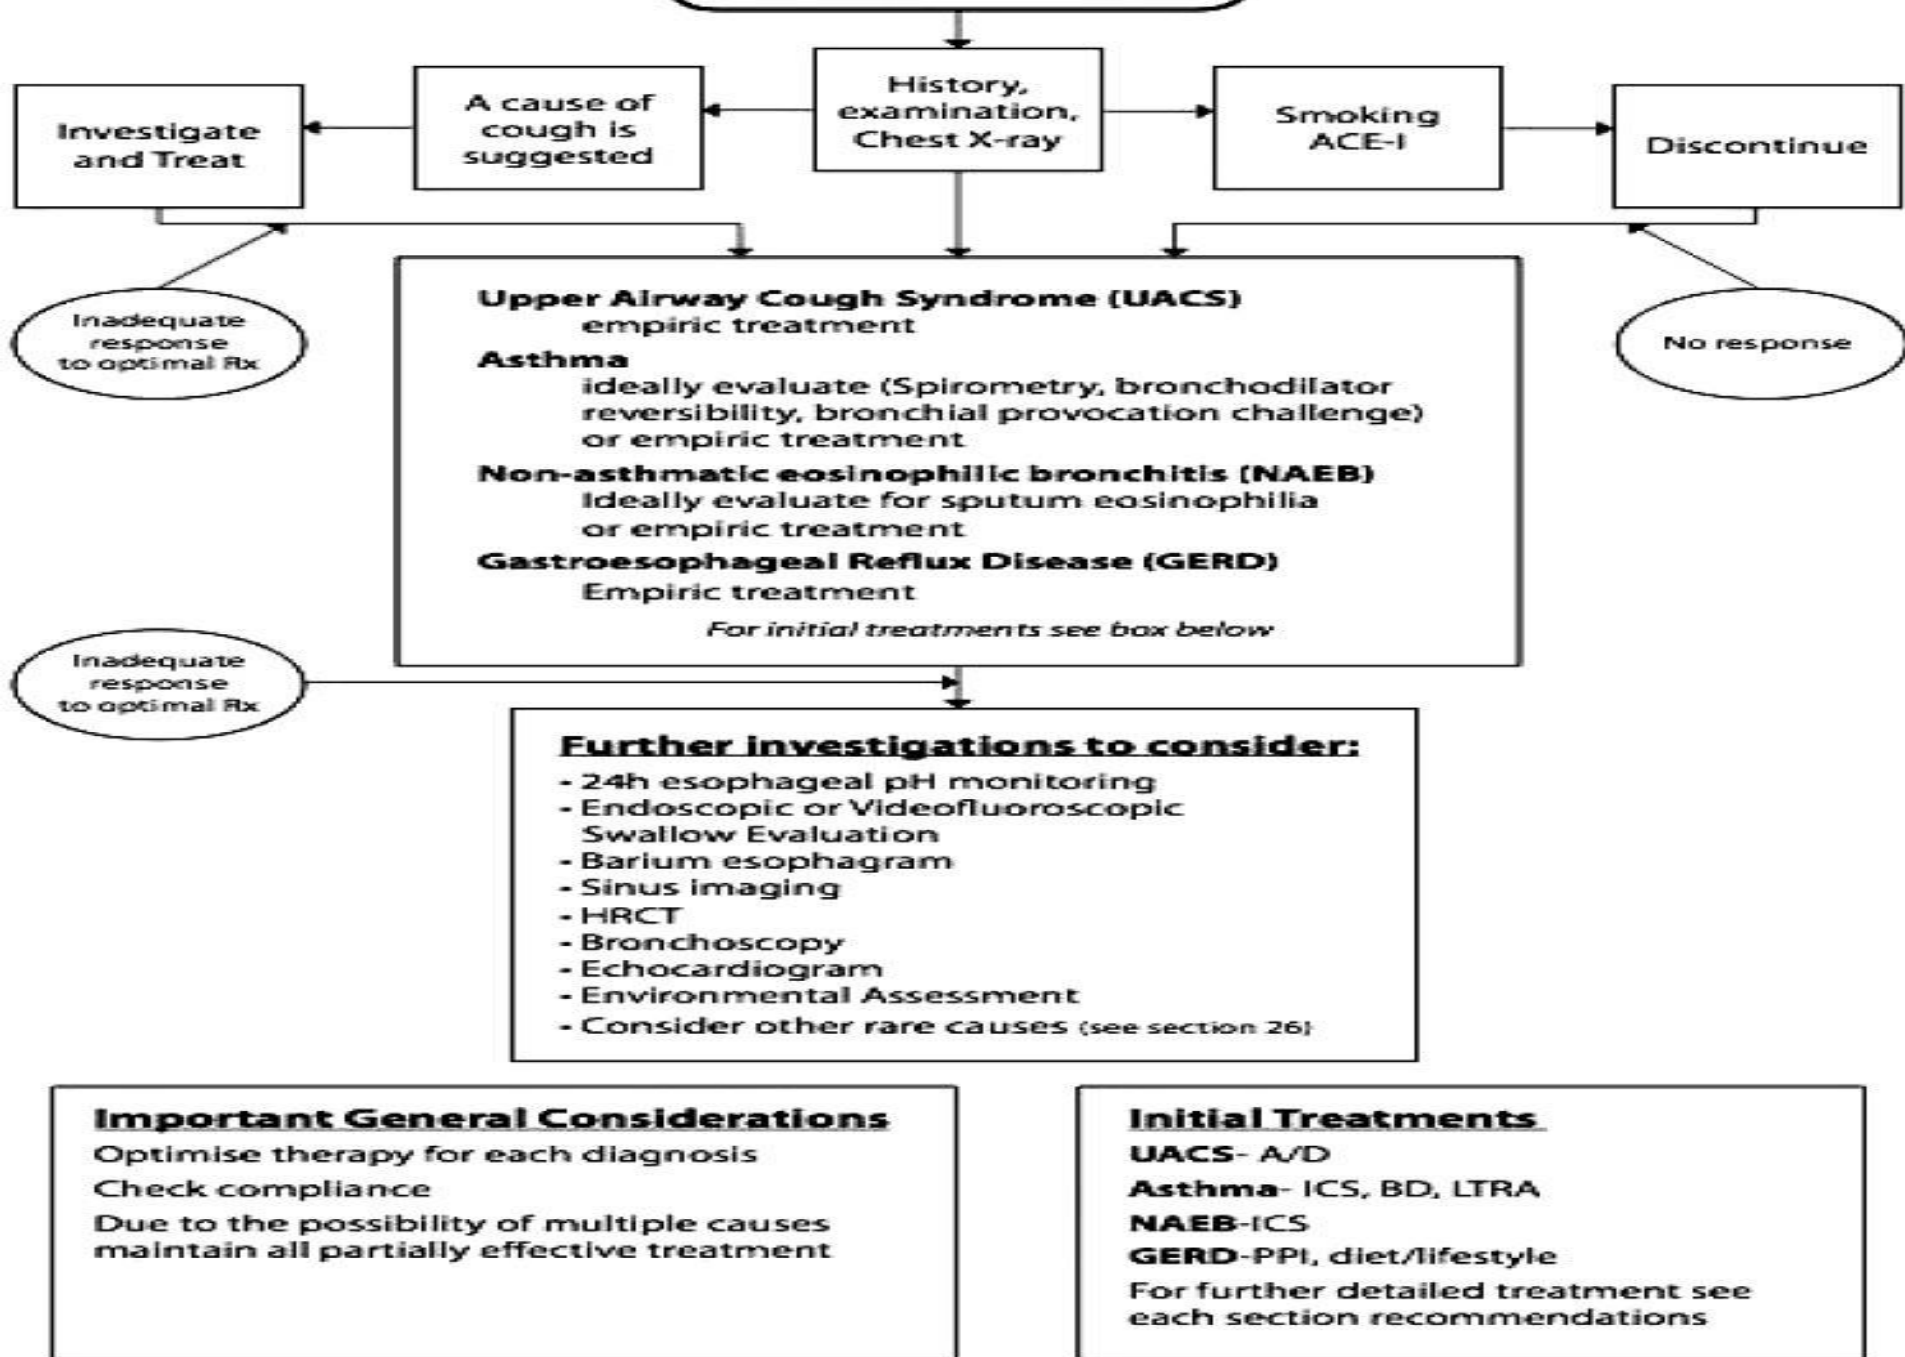 History,
examination,
Chest X-ray
A cause of
cough is
suggested
Investigate
and Treat
Smoking
ACE-I
Discontinue
Inadequate
response
to optimal Rx
No response
Upper Airway Cough Syndrome (UACS)
empiric treatment
Asthma
ideally evaluate (Spirometry, bronchodilator
reversibility, bronchial provocation challenge)
or empiric treatment
Non-asthmatic eosinophilic bronchitis (NAEB)
Ideally evaluate for sputum eosinophilia
or empiric treatment
Gastroesophageal Reflux Disease (GERD)
Empiric treatment
For initial treatments see box below
Inadequate
response
to optimal Rx
Further investigations to consider:
- 24h esophageal pH monitoring
- Endoscopic or Videofluoroscopic
Swallow Evaluation
- Barium esophagram
- Sinus imaging
- HRCT
- Bronchoscopy
- Echocardiogram
- Environmental Assessment
- Consider other rare causes (see section 26)
Important General Considerations
Optimise therapy for each diagnosis
Check compliance
Due to the possibility of multiple causes
maintain all partially effective treatment
Initial Treatments
UACS- A/D
Asthma- ICS, BD, LTRA
NAEB-ICS
GERD-PPI, diet/lifestyle
For further detailed treatment see
each section recommendations